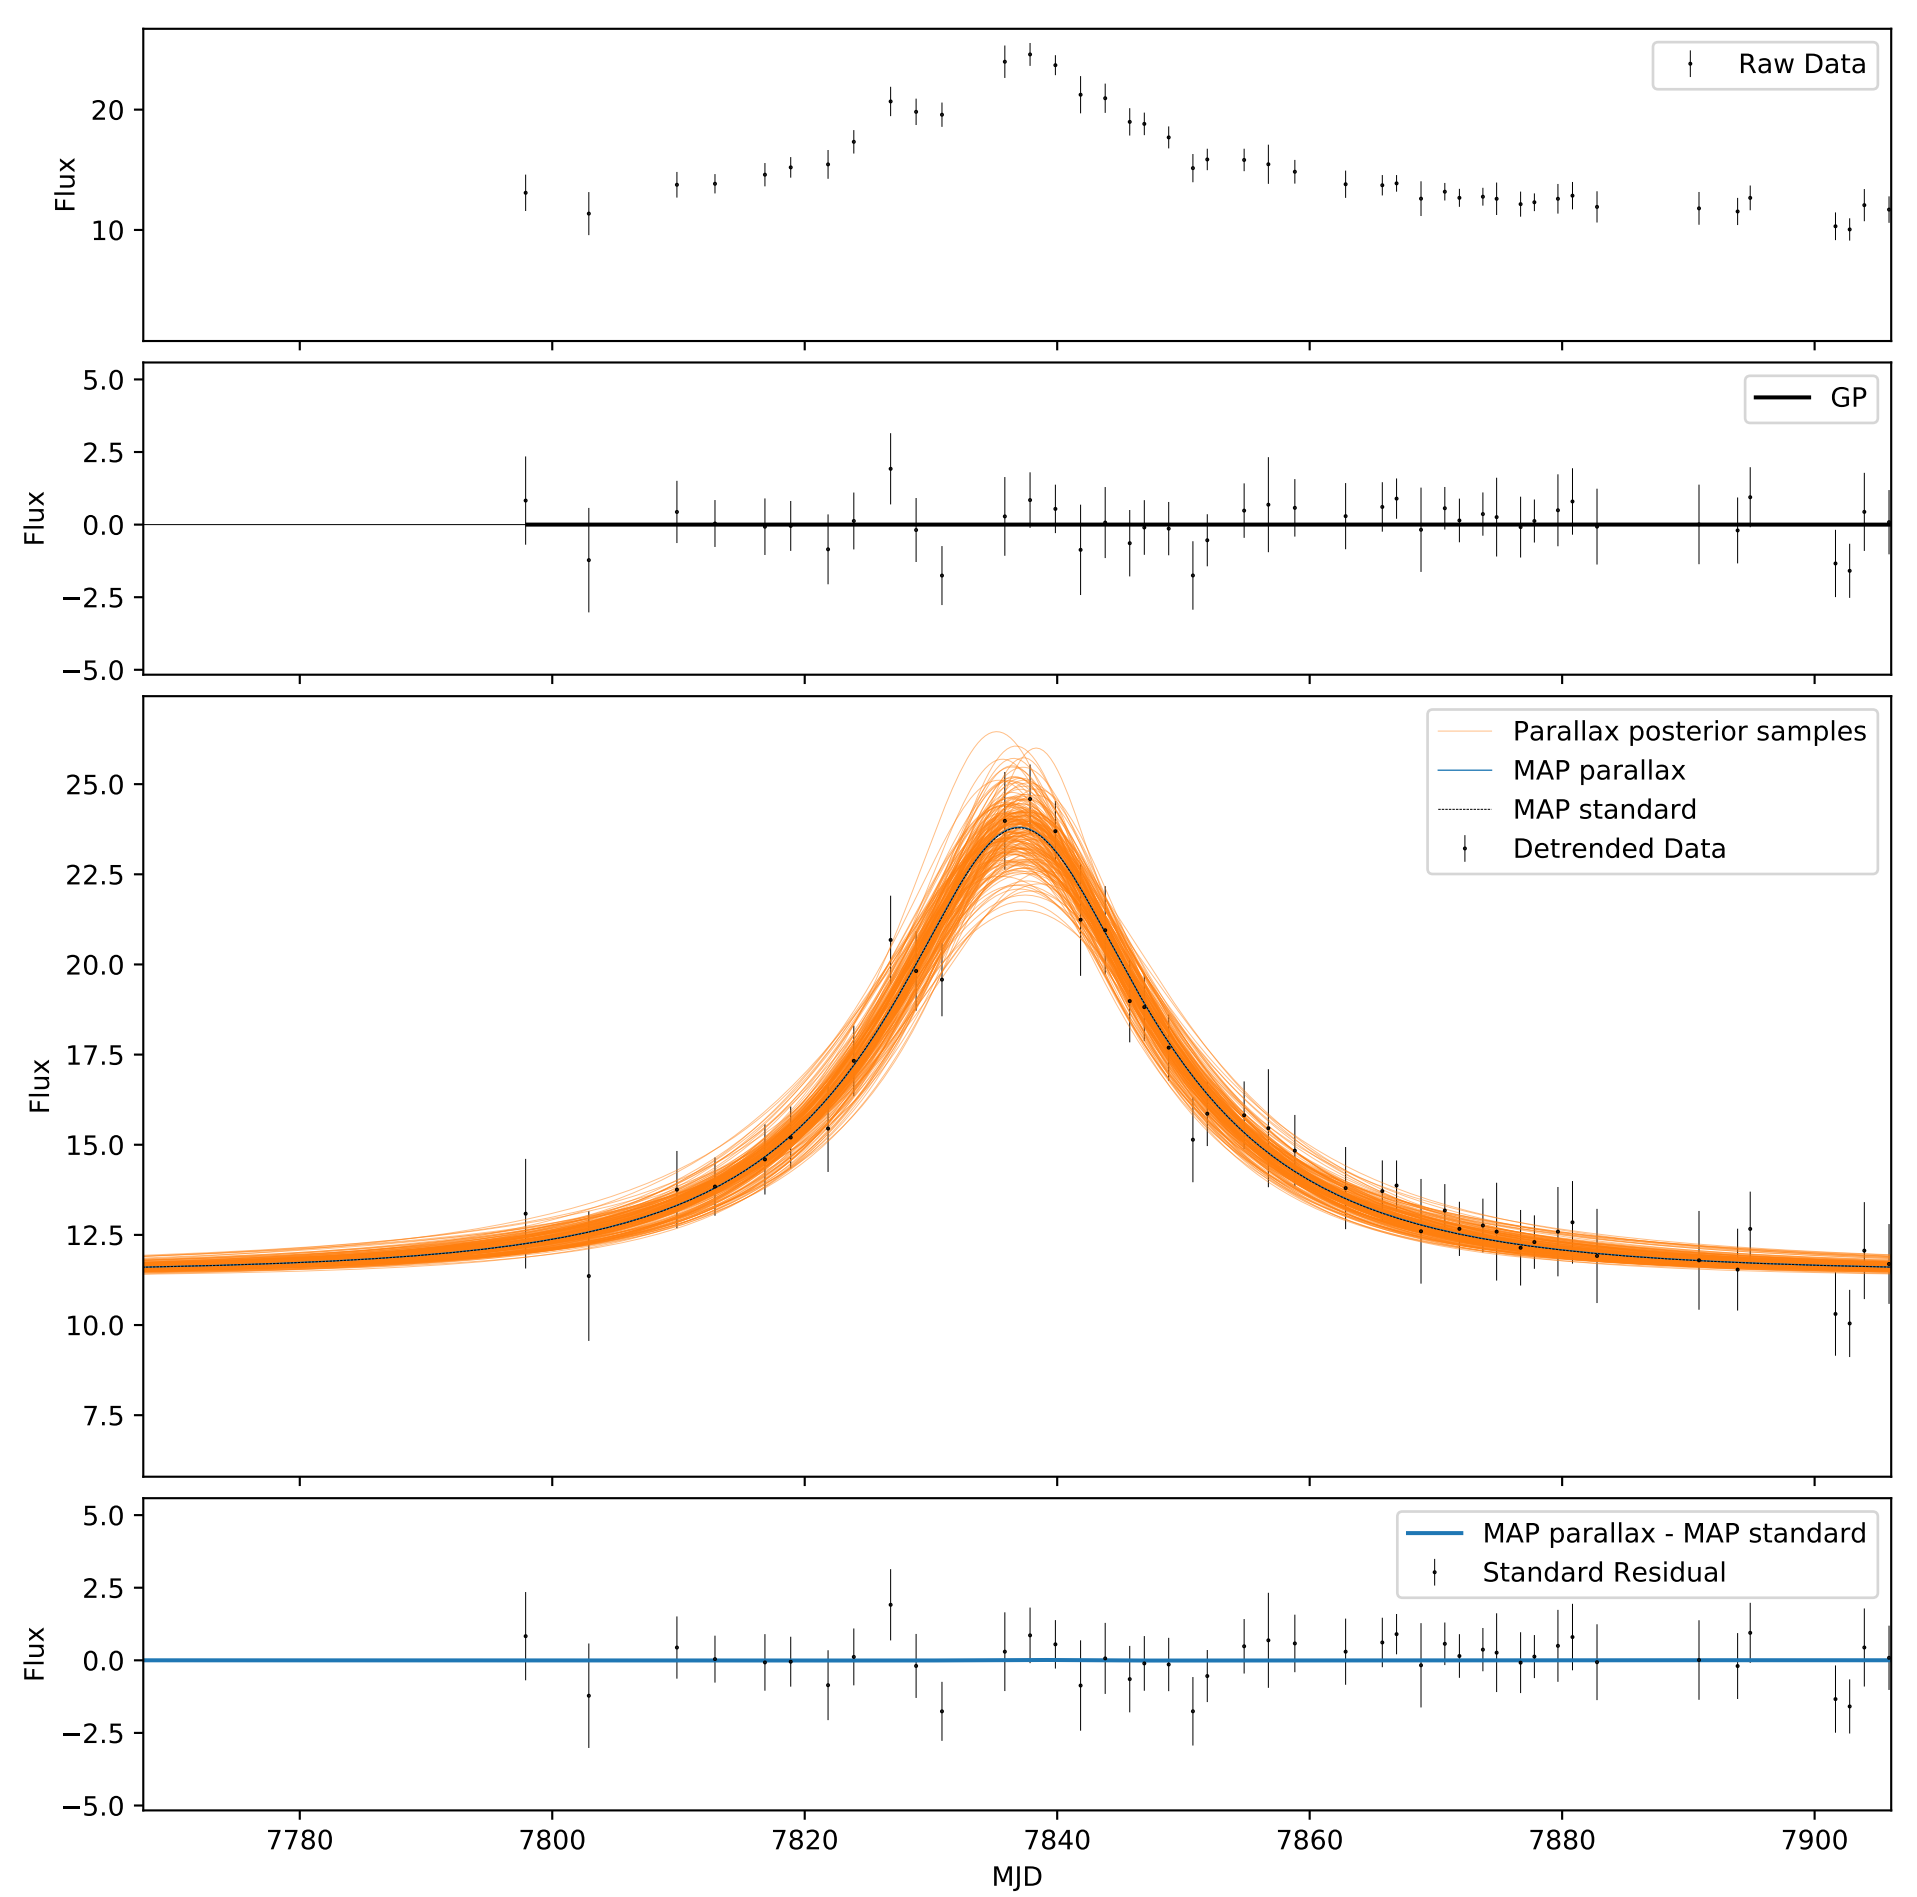 Raw Data
20
10
Flux
GP
5.0
2.5
0.0
−2.5
−5.0
Flux
Parallax posterior samples
MAP parallax
MAP standard
Detrended Data
25.0
22.5
20.0
17.5
15.0
12.5
10.0
7.5
Flux
MAP parallax - MAP standard
Standard Residual
5.0
2.5
0.0
−2.5
−5.0
Flux
7780 7800 7820 7840 7860 7880 7900
MJD